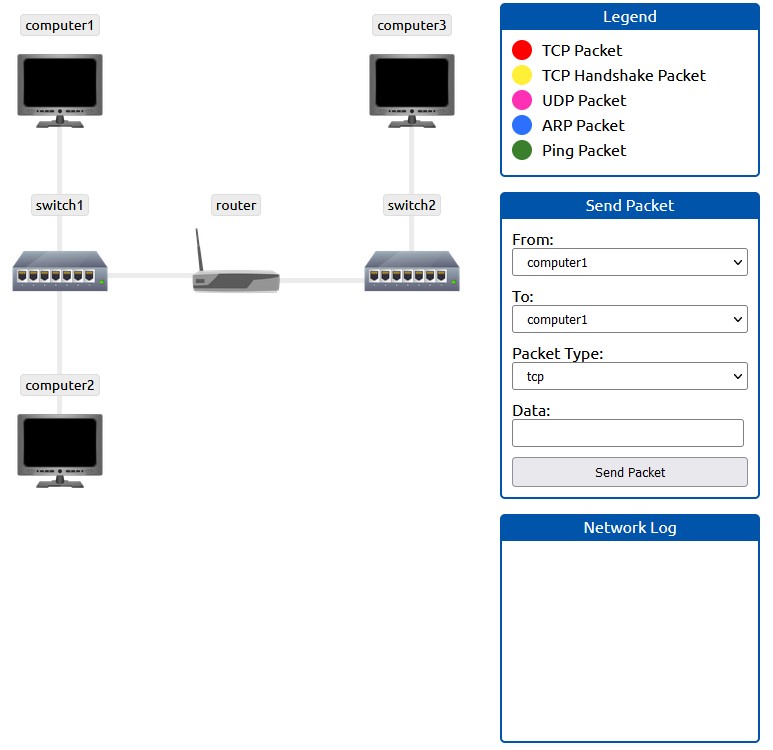 computer1
computer3
switch1
router
switch2
computer2
Legend
TCP Packet
TCP Handshake Packet
UDP Packet
ARP Packet
Ping Packet
Send Packet
From:
computer1
To:
computer1
Packet Type:
tcp
Data:
Send Packet
Network Log